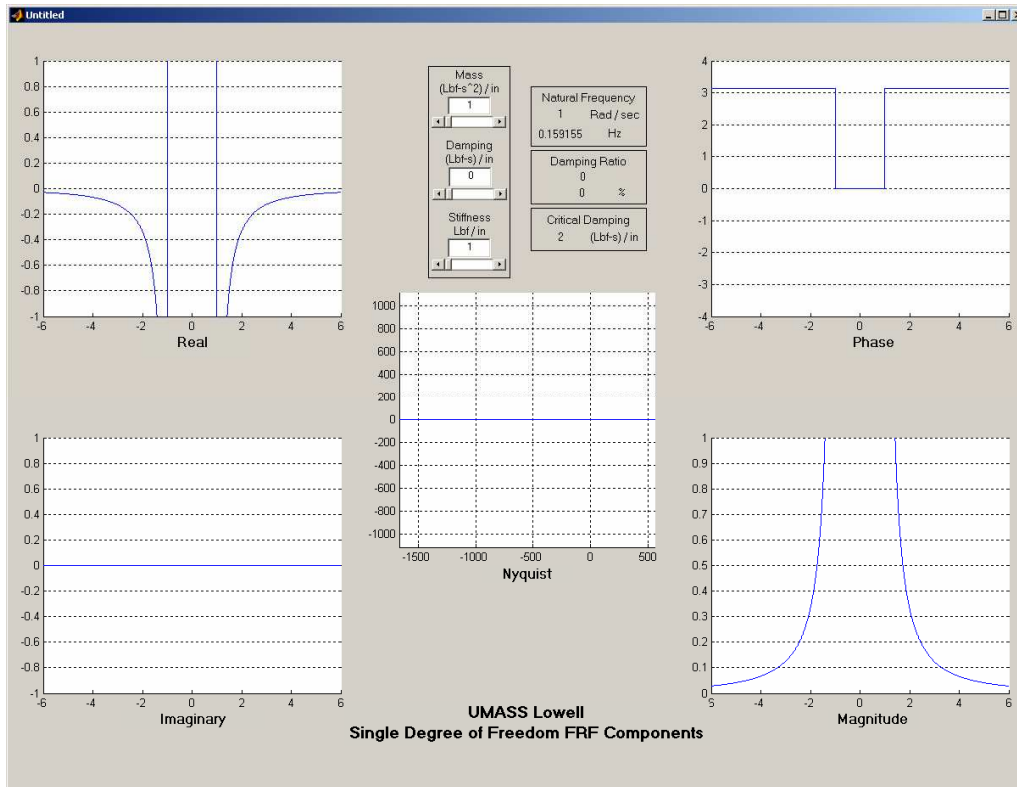 Untitled
1
0.8
0.6
0.4
0.2
0
-0.2
-0.4
-0.6
-0.8
-1
-6 -4 -2 0 2 4 6
Real
Mass
(Lbf-s^2) / in
1
Damping
(Lbf-s) / in
0
Stiffness
Lbf / in
1
Natural Frequency
1 Rad / sec
0.159155 Hz
Damping Ratio
0
0 %
Critical Damping
2 (Lbf-s) / in
4
3
2
1
0
-1
-2
-3
-4
-6 -4 -2 0 2 4 6
Phase
1000
800
600
400
200
0
-200
-400
-600
-800
-1000
-1500 -1000 -500 0 500
Nyquist
1
0.8
0.6
0.4
0.2
0
-0.2
-0.4
-0.6
-0.8
-1
-6 -4 -2 0 2 4 6
Imaginary
1
0.9
0.8
0.7
0.6
0.5
0.4
0.3
0.2
0.1
0
-4 -2 0 2 4 6
Magnitude
UMASS Lowell
Single Degree of Freedom FRF Components